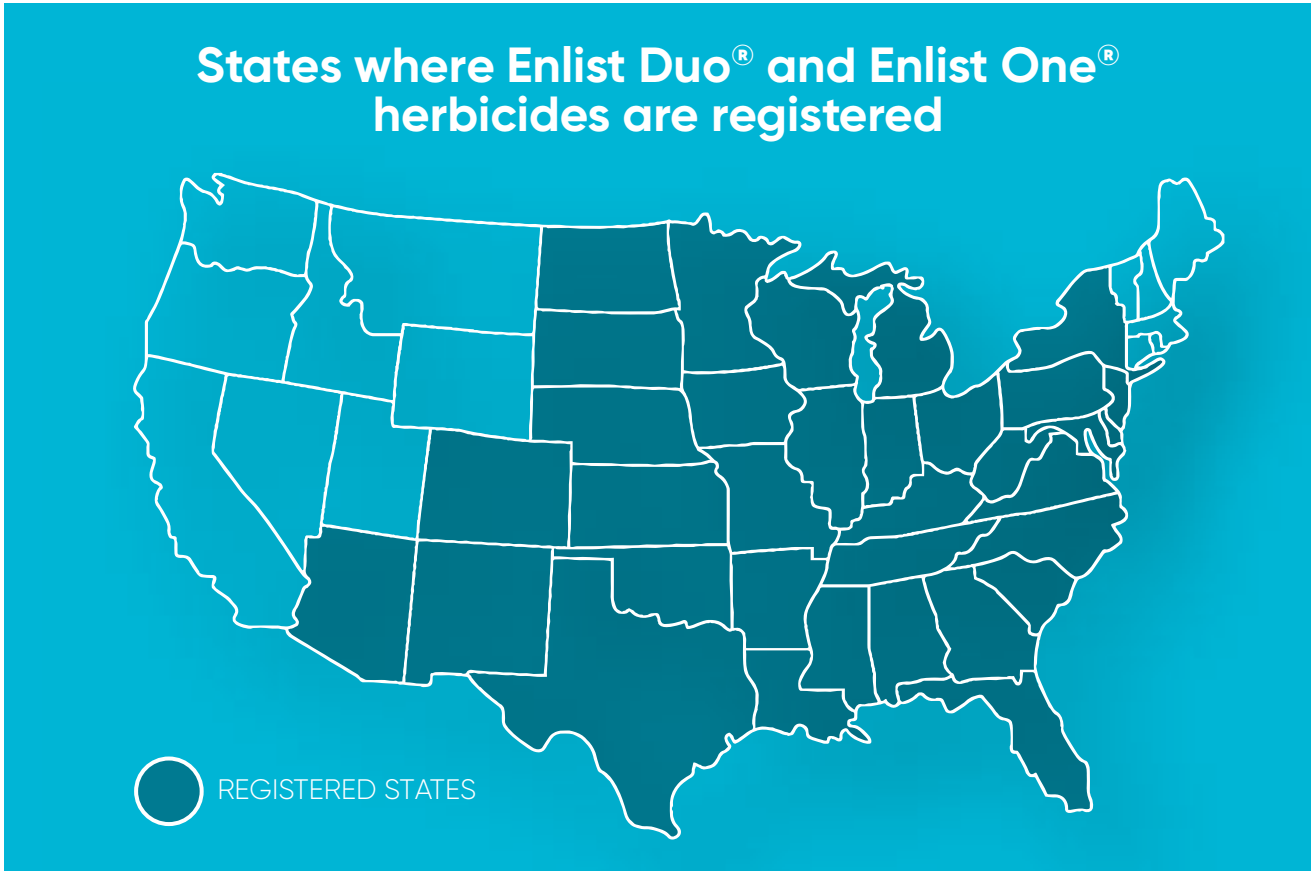 States where Enlist Duo® and Enlist One®
herbicides are registered
REGISTERED STATES